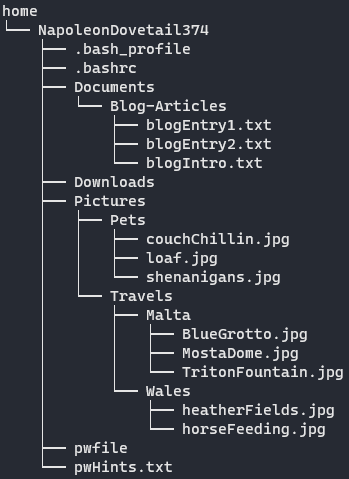 home
NapoleonDovetail374
.bash_profile
.bashrc
Documents
Blog-Articles
blogEntry1.txt
blogEntry2.txt
blogIntro.txt
Downloads
Pictures
Pets
couchChillin.jpg
loaf.jpg
shenanigans.jpg
Travels
Malta
BlueGrotto.jpg
MostaDome.jpg
TritonFountain.jpg
Wales
heatherFields.jpg
horseFeeding.jpg
pwfile
pwHints.txt